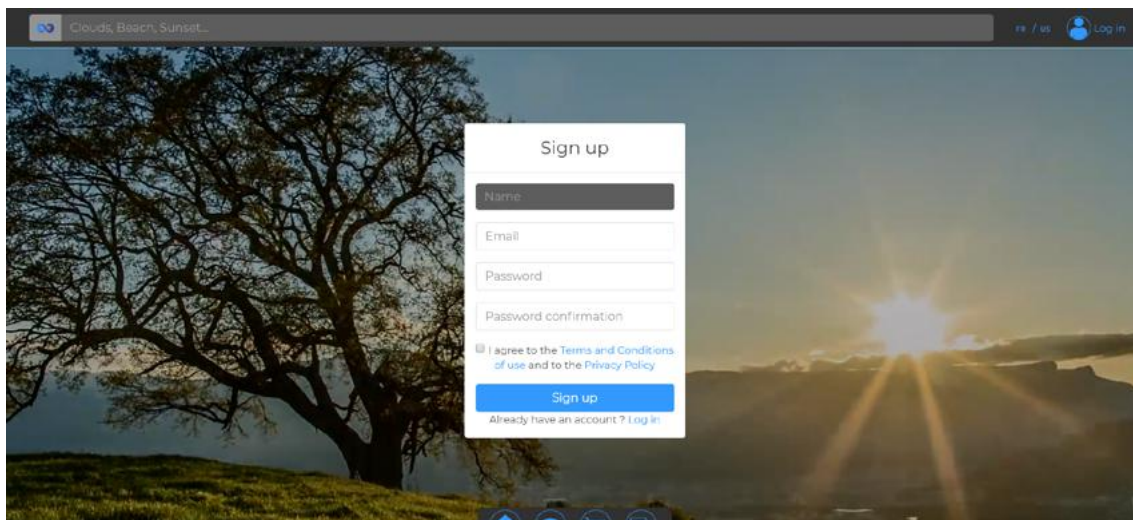 Clouds, Beach, Sunset...
FR / US
Log in
Sign up
Name
Email
Password
Password confirmation
I agree to the Terms and Conditions
of use and to the Privacy Policy
Sign up
Already have an account ? Log in